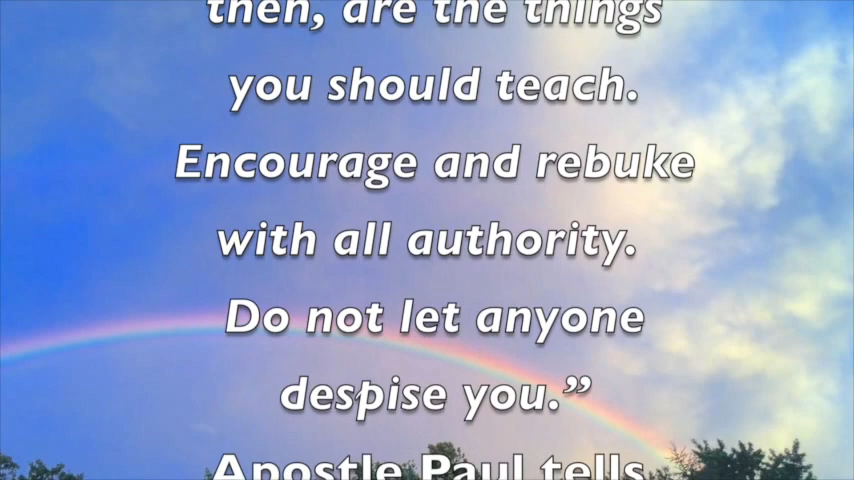 then, are the things
you should teach.
Encourage and rebuke
with all authority.
Do not let anyone
despise you.”
Apostle Paul tells